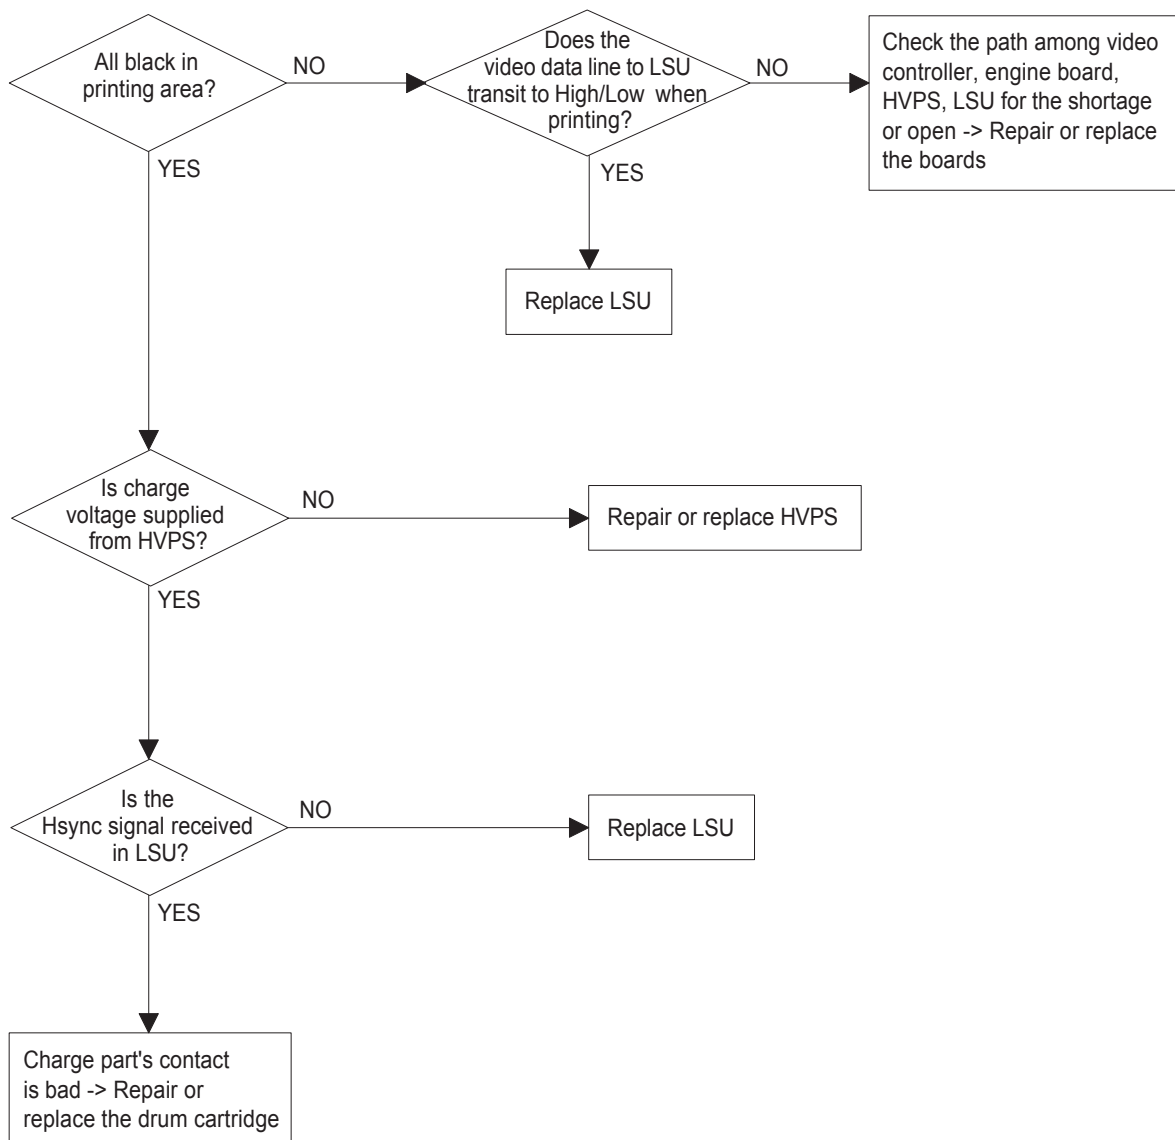 All black in
printing area?
NO
Does the
video data line to LSU
transit to High/Low when
printing?
NO
Check the path among video
controller, engine board,
HVPS, LSU for the shortage
or open -> Repair or replace
the boards
YES
YES
Replace LSU
Is charge
voltage supplied
from HVPS?
NO
Repair or replace HVPS
YES
Is the
Hsync signal received
in LSU?
NO
Replace LSU
YES
Charge part's contact
is bad -> Repair or
replace the drum cartridge